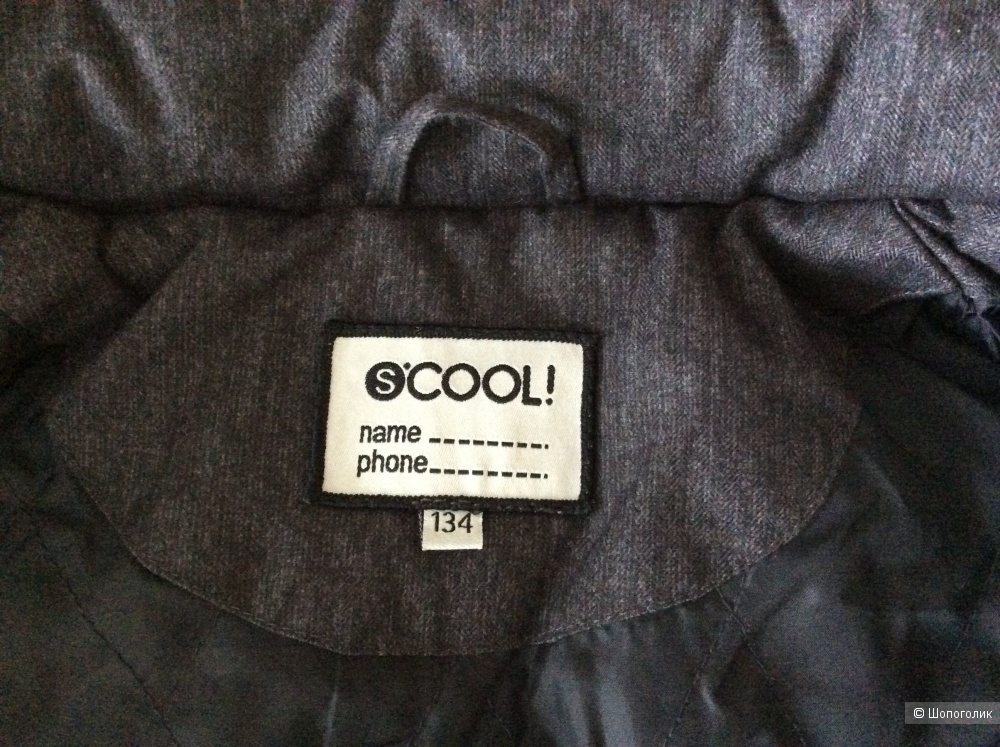 S'COOL!
name ---------.
phone---------.
134
© Шопоголик